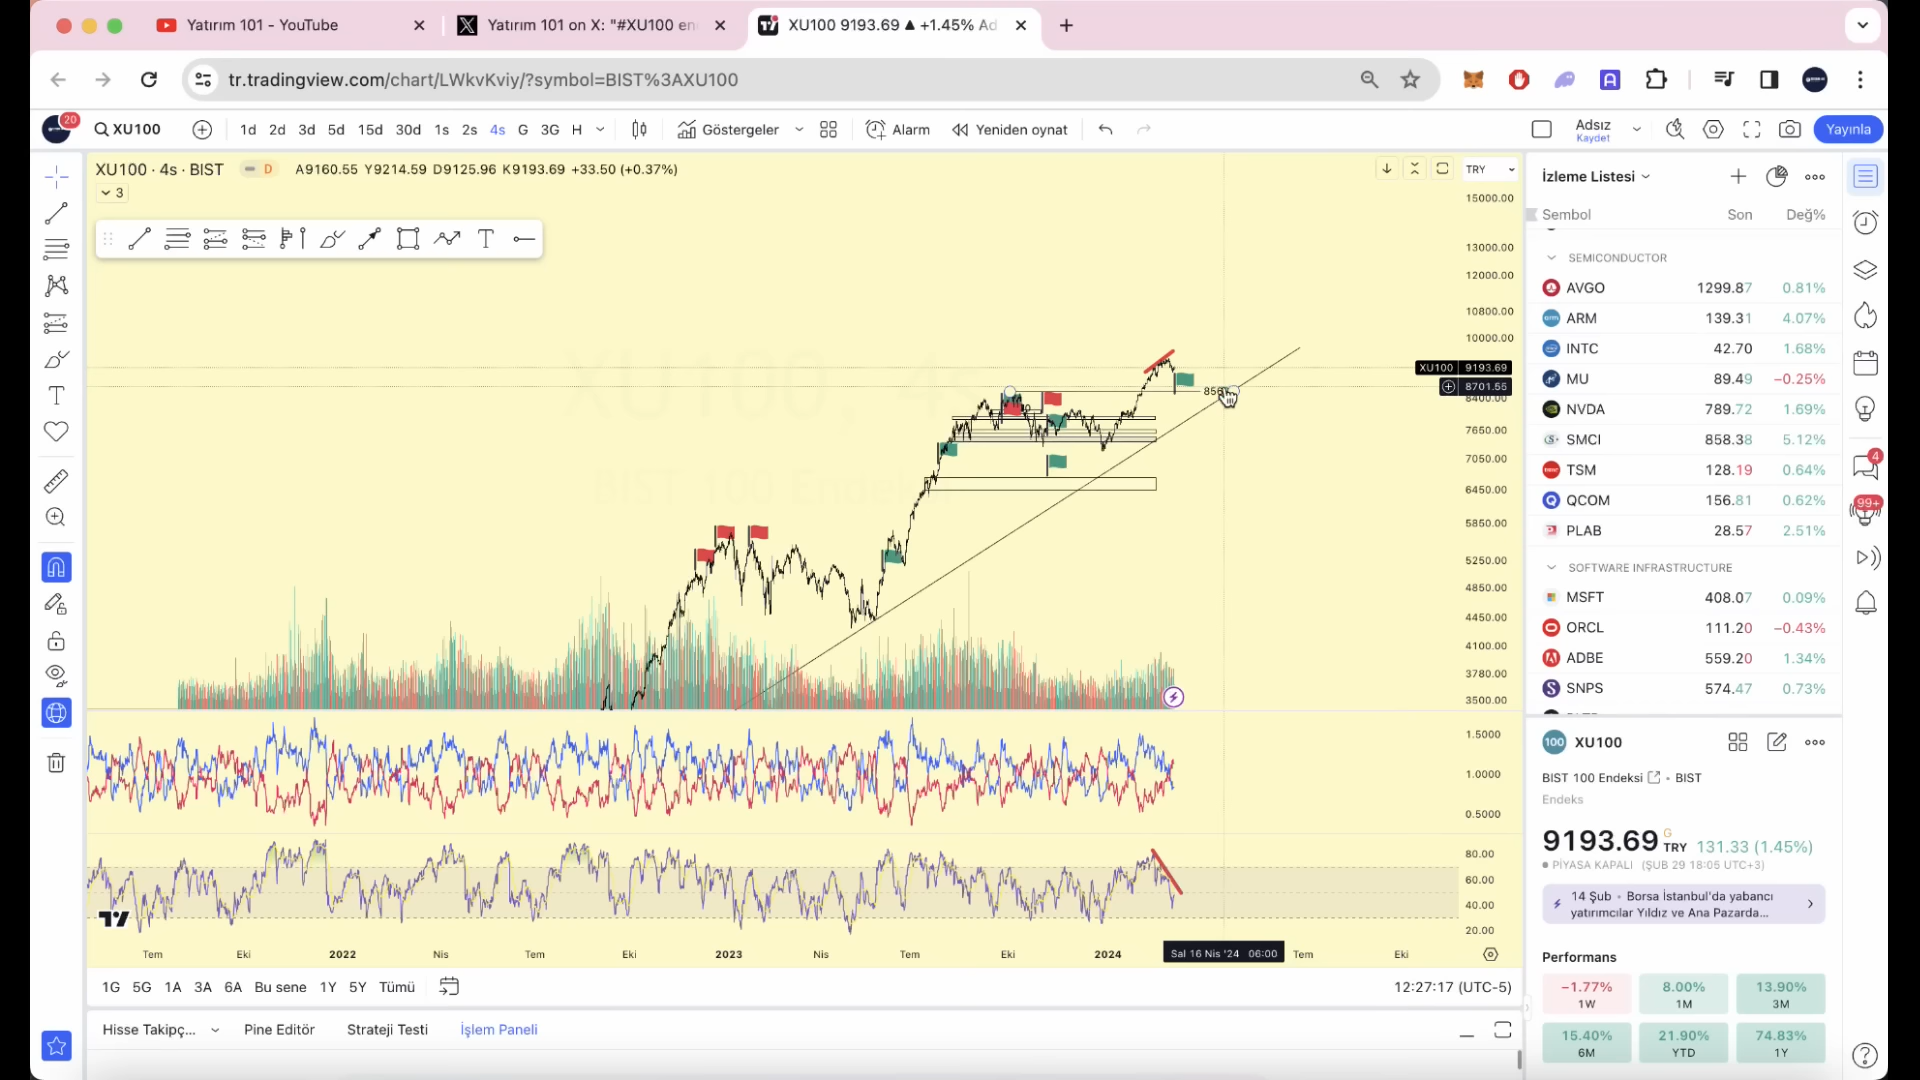 Yatırım 101 - YouTube
Yatırım 101 on X: "#XU100 en
XU100 9193.69 ▲ +1.45% Ad
tr.tradingview.com/chart/LWkvKviy/?symbol=BIST%3AXU100
20
XU100
1d 2d 3d 5d 15d 30d 1s 2s 4s G 3G H
Göstergeler
Alarm
Yeniden oynat
Adsız
Kaydet
Yayınla
XU100 · 4s · BIST
D
A9160.55 Y9214.59 D9125.96 K9193.69 +33.50 (+0.37%)
3
TRY
15000.00
13000.00
12000.00
10800.00
10000.00
XU100 9193.69
8701.55
8400.00
7650.00
7050.00
6450.00
5850.00
5250.00
4850.00
4450.00
4100.00
3780.00
3500.00
XU100 · 4s
BIST 100 Endeksi
1.5000
1.0000
0.5000
80.00
60.00
40.00
20.00
Tem Eki 2022 Nis Tem Eki 2023 Nis Tem Eki 2024 Sal 16 Nis '24 06:00 Tem Eki
1G 5G 1A 3A 6A Bu sene 1Y 5Y Tümü
12:27:17 (UTC-5)
Hisse Takipç... Pine Editör Strateji Testi İşlem Paneli
İzleme Listesi
Sembol Son Değ%
SEMICONDUCTOR
AVGO 1299.87 0.81%
ARM 139.31 4.07%
INTC 42.70 1.68%
MU 89.49 −0.25%
NVDA 789.72 1.69%
SMCI 858.38 5.12%
TSM 128.19 0.64%
QCOM 156.81 0.62%
PLAB 28.57 2.51%
SOFTWARE INFRASTRUCTURE
MSFT 408.07 0.09%
ORCL 111.20 −0.43%
ADBE 559.20 1.34%
SNPS 574.47 0.73%
100 XU100
BIST 100 Endeksi • BIST
Endeks
9193.69 G TRY 131.33 (1.45%)
PİYASA KAPALI (ŞUB 29 18:05 UTC+3)
14 Şub • Borsa İstanbul'da yabancı
yatırımcılar Yıldız ve Ana Pazarda...
Performans
−1.77% 8.00% 13.90%
1W 1M 3M
15.40% 21.90% 74.83%
6M YTD 1Y
4
99+